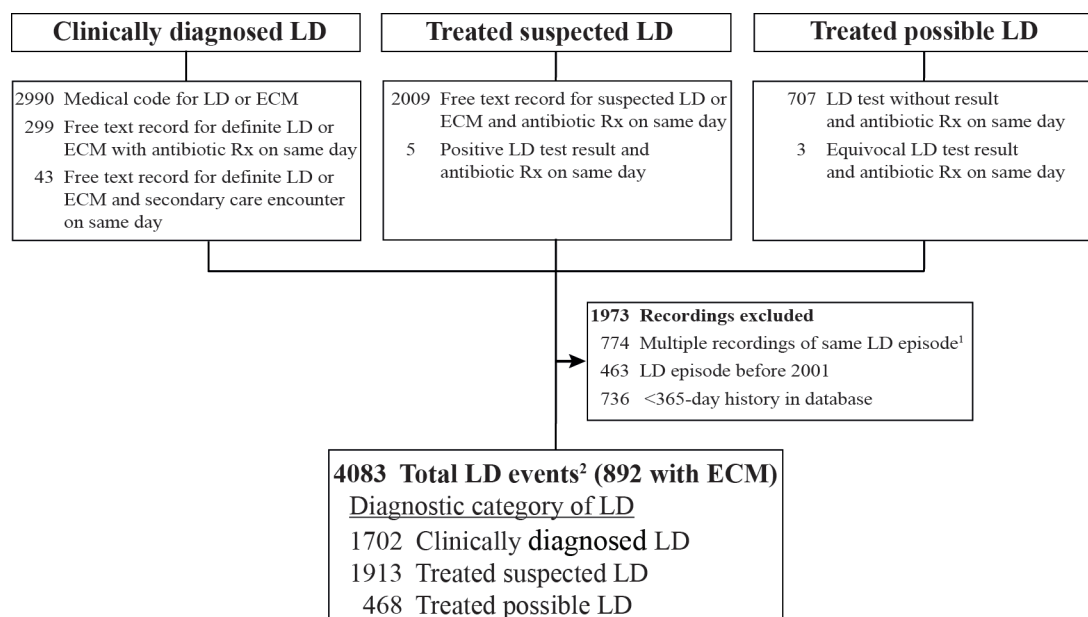 Clinically diagnosed LD
2990 Medical code for LD or ECM
299 Free text record for definite LD or
ECM with antibiotic Rx on same day
43 Free text record for definite LD or
ECM and secondary care encounter
on same day
Treated suspected LD
2009 Free text record for suspected LD or
ECM and antibiotic Rx on same day
5 Positive LD test result and
antibiotic Rx on same day
Treated possible LD
707 LD test without result
and antibiotic Rx on same day
3 Equivocal LD test result
and antibiotic Rx on same day
1973 Recordings excluded
774 Multiple recordings of same LD episode¹
463 LD episode before 2001
736 <365-day history in database
4083 Total LD events² (892 with ECM)
Diagnostic category of LD
1702 Clinically diagnosed LD
1913 Treated suspected LD
468 Treated possible LD